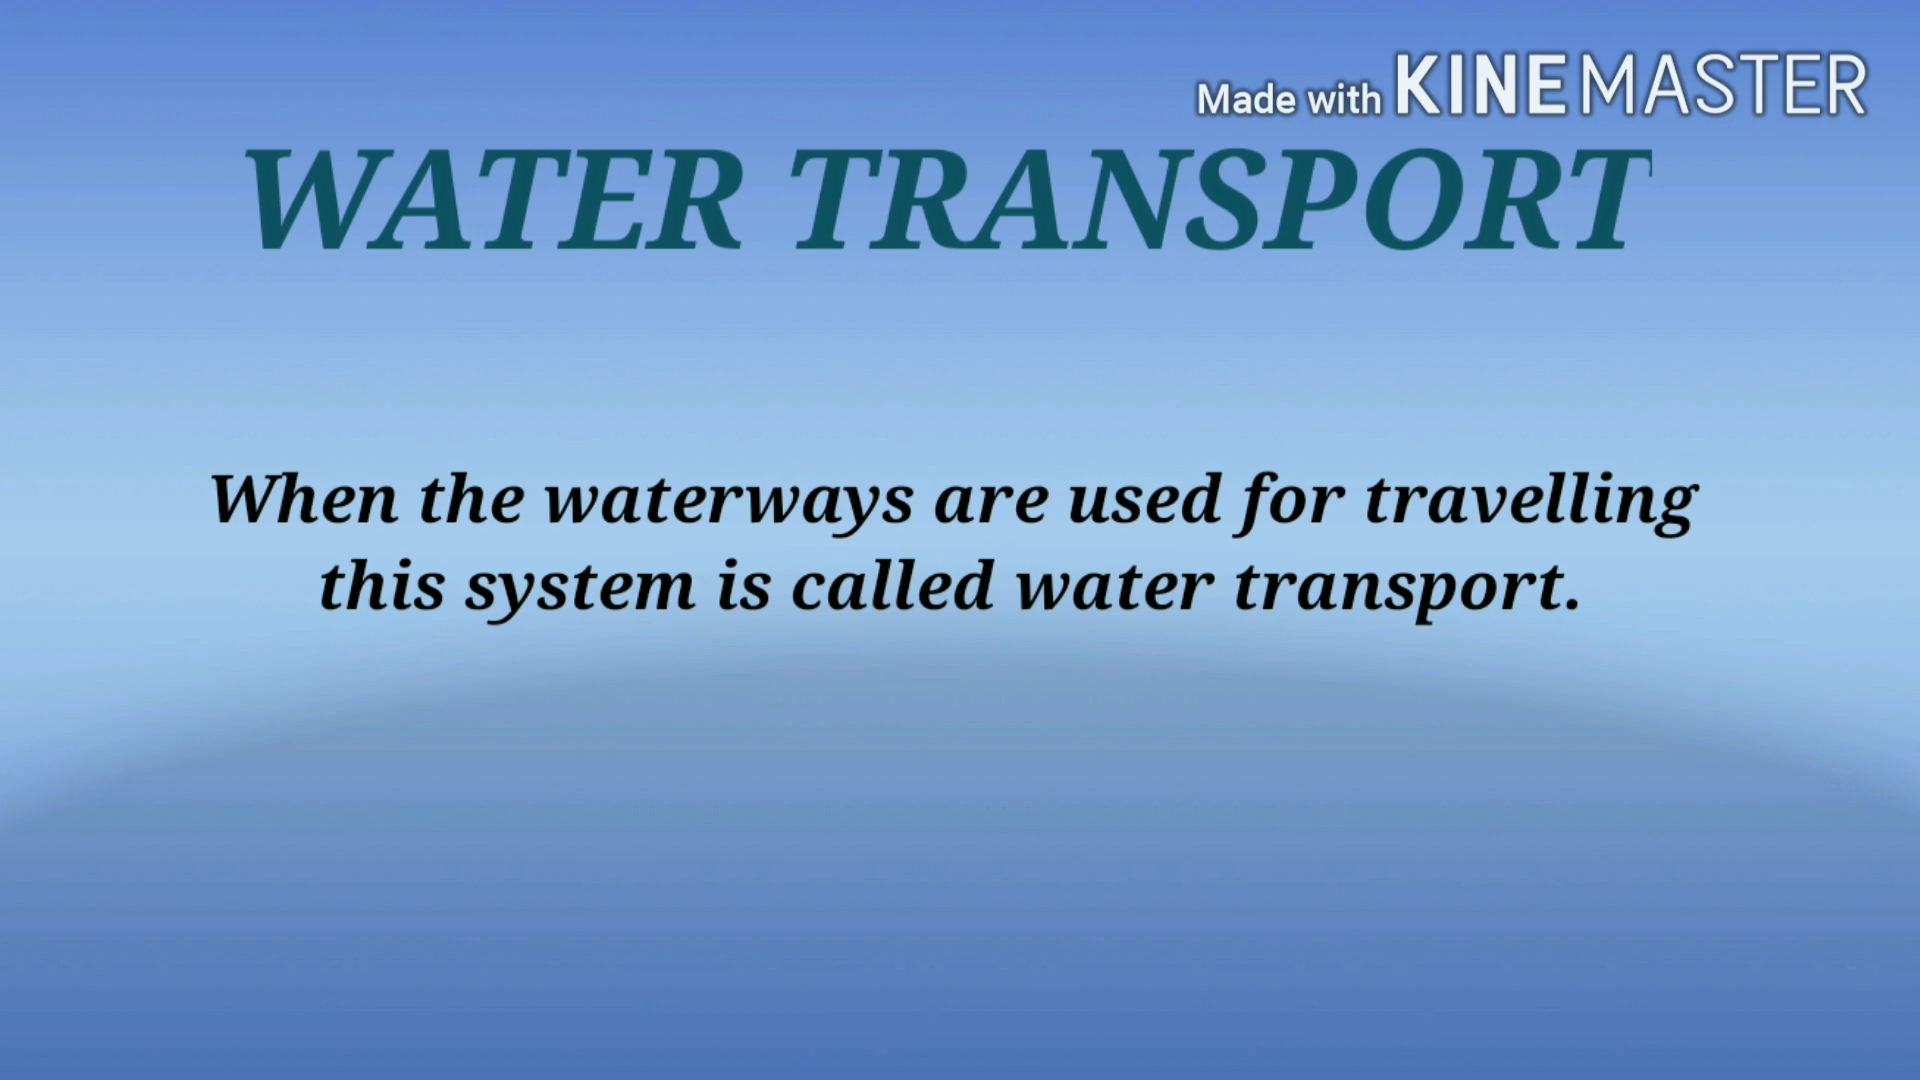 Made with KINEMASTER
WATER TRANSPORT
When the waterways are used for travelling
this system is called water transport.